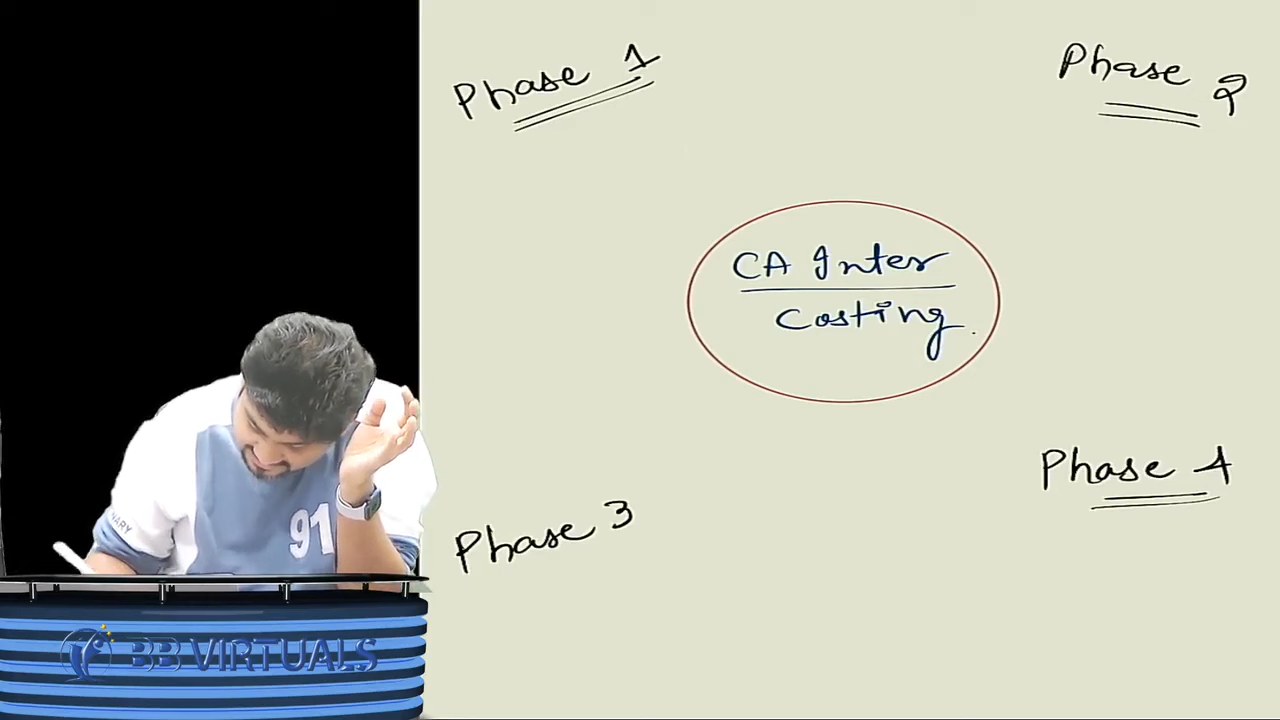 Phase 1
Phase 2
CA Inter
Costing
Phase 3
Phase 4
91
BB VIRTUALS